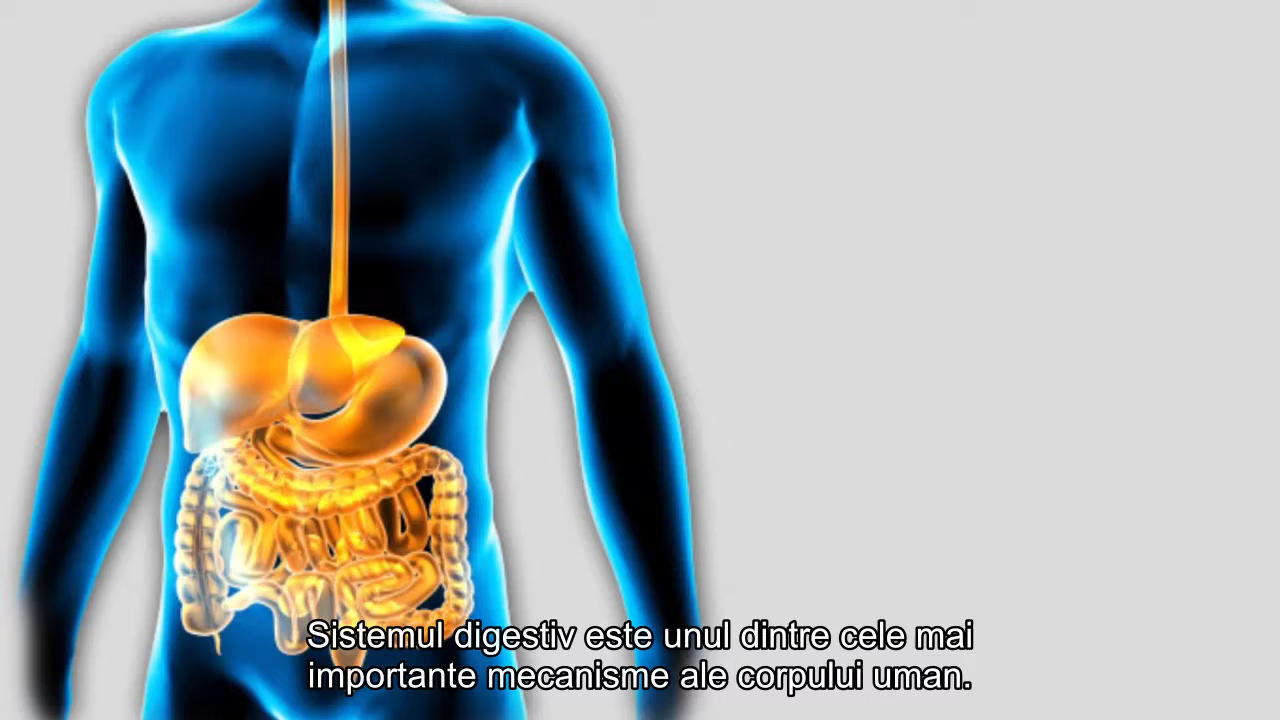 Sistemul digestiv este unul dintre cele mai
importante mecanisme ale corpului uman.